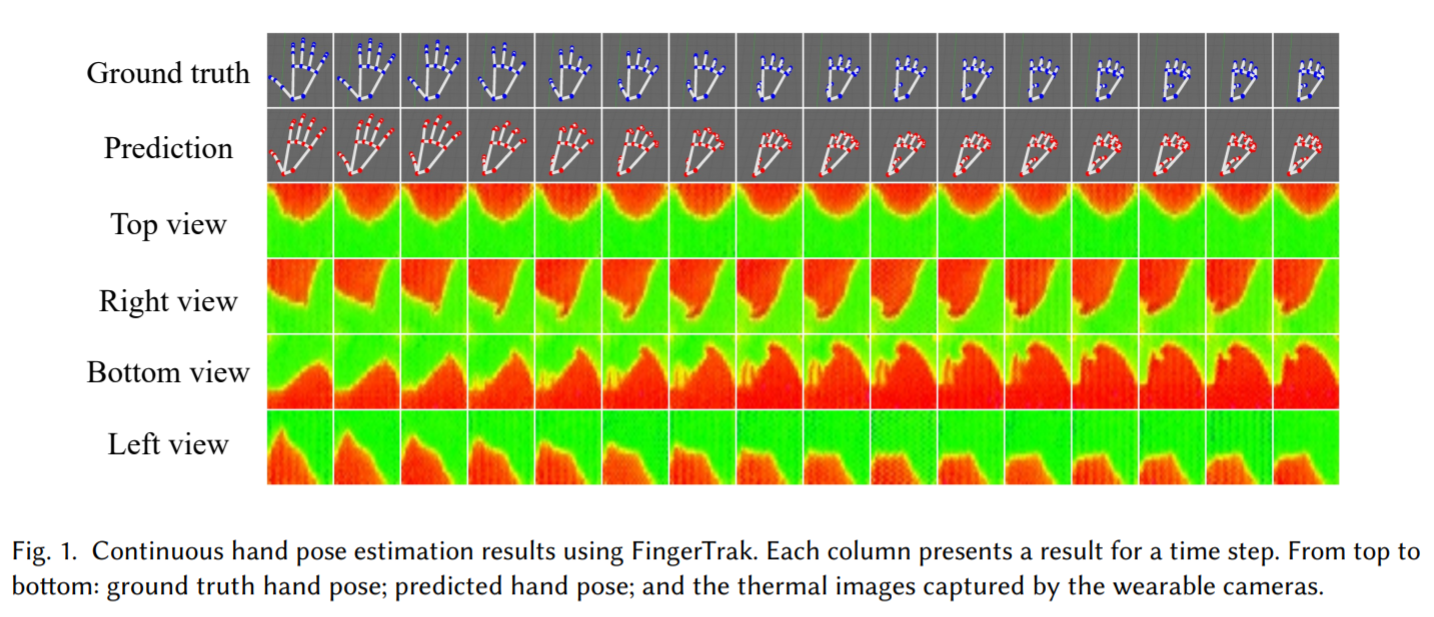 Ground truth
Prediction
Top view
Right view
Bottom view
Left view
Fig. 1. Continuous hand pose estimation results using FingerTrak. Each column presents a result for a time step. From top to
bottom: ground truth hand pose; predicted hand pose; and the thermal images captured by the wearable cameras.